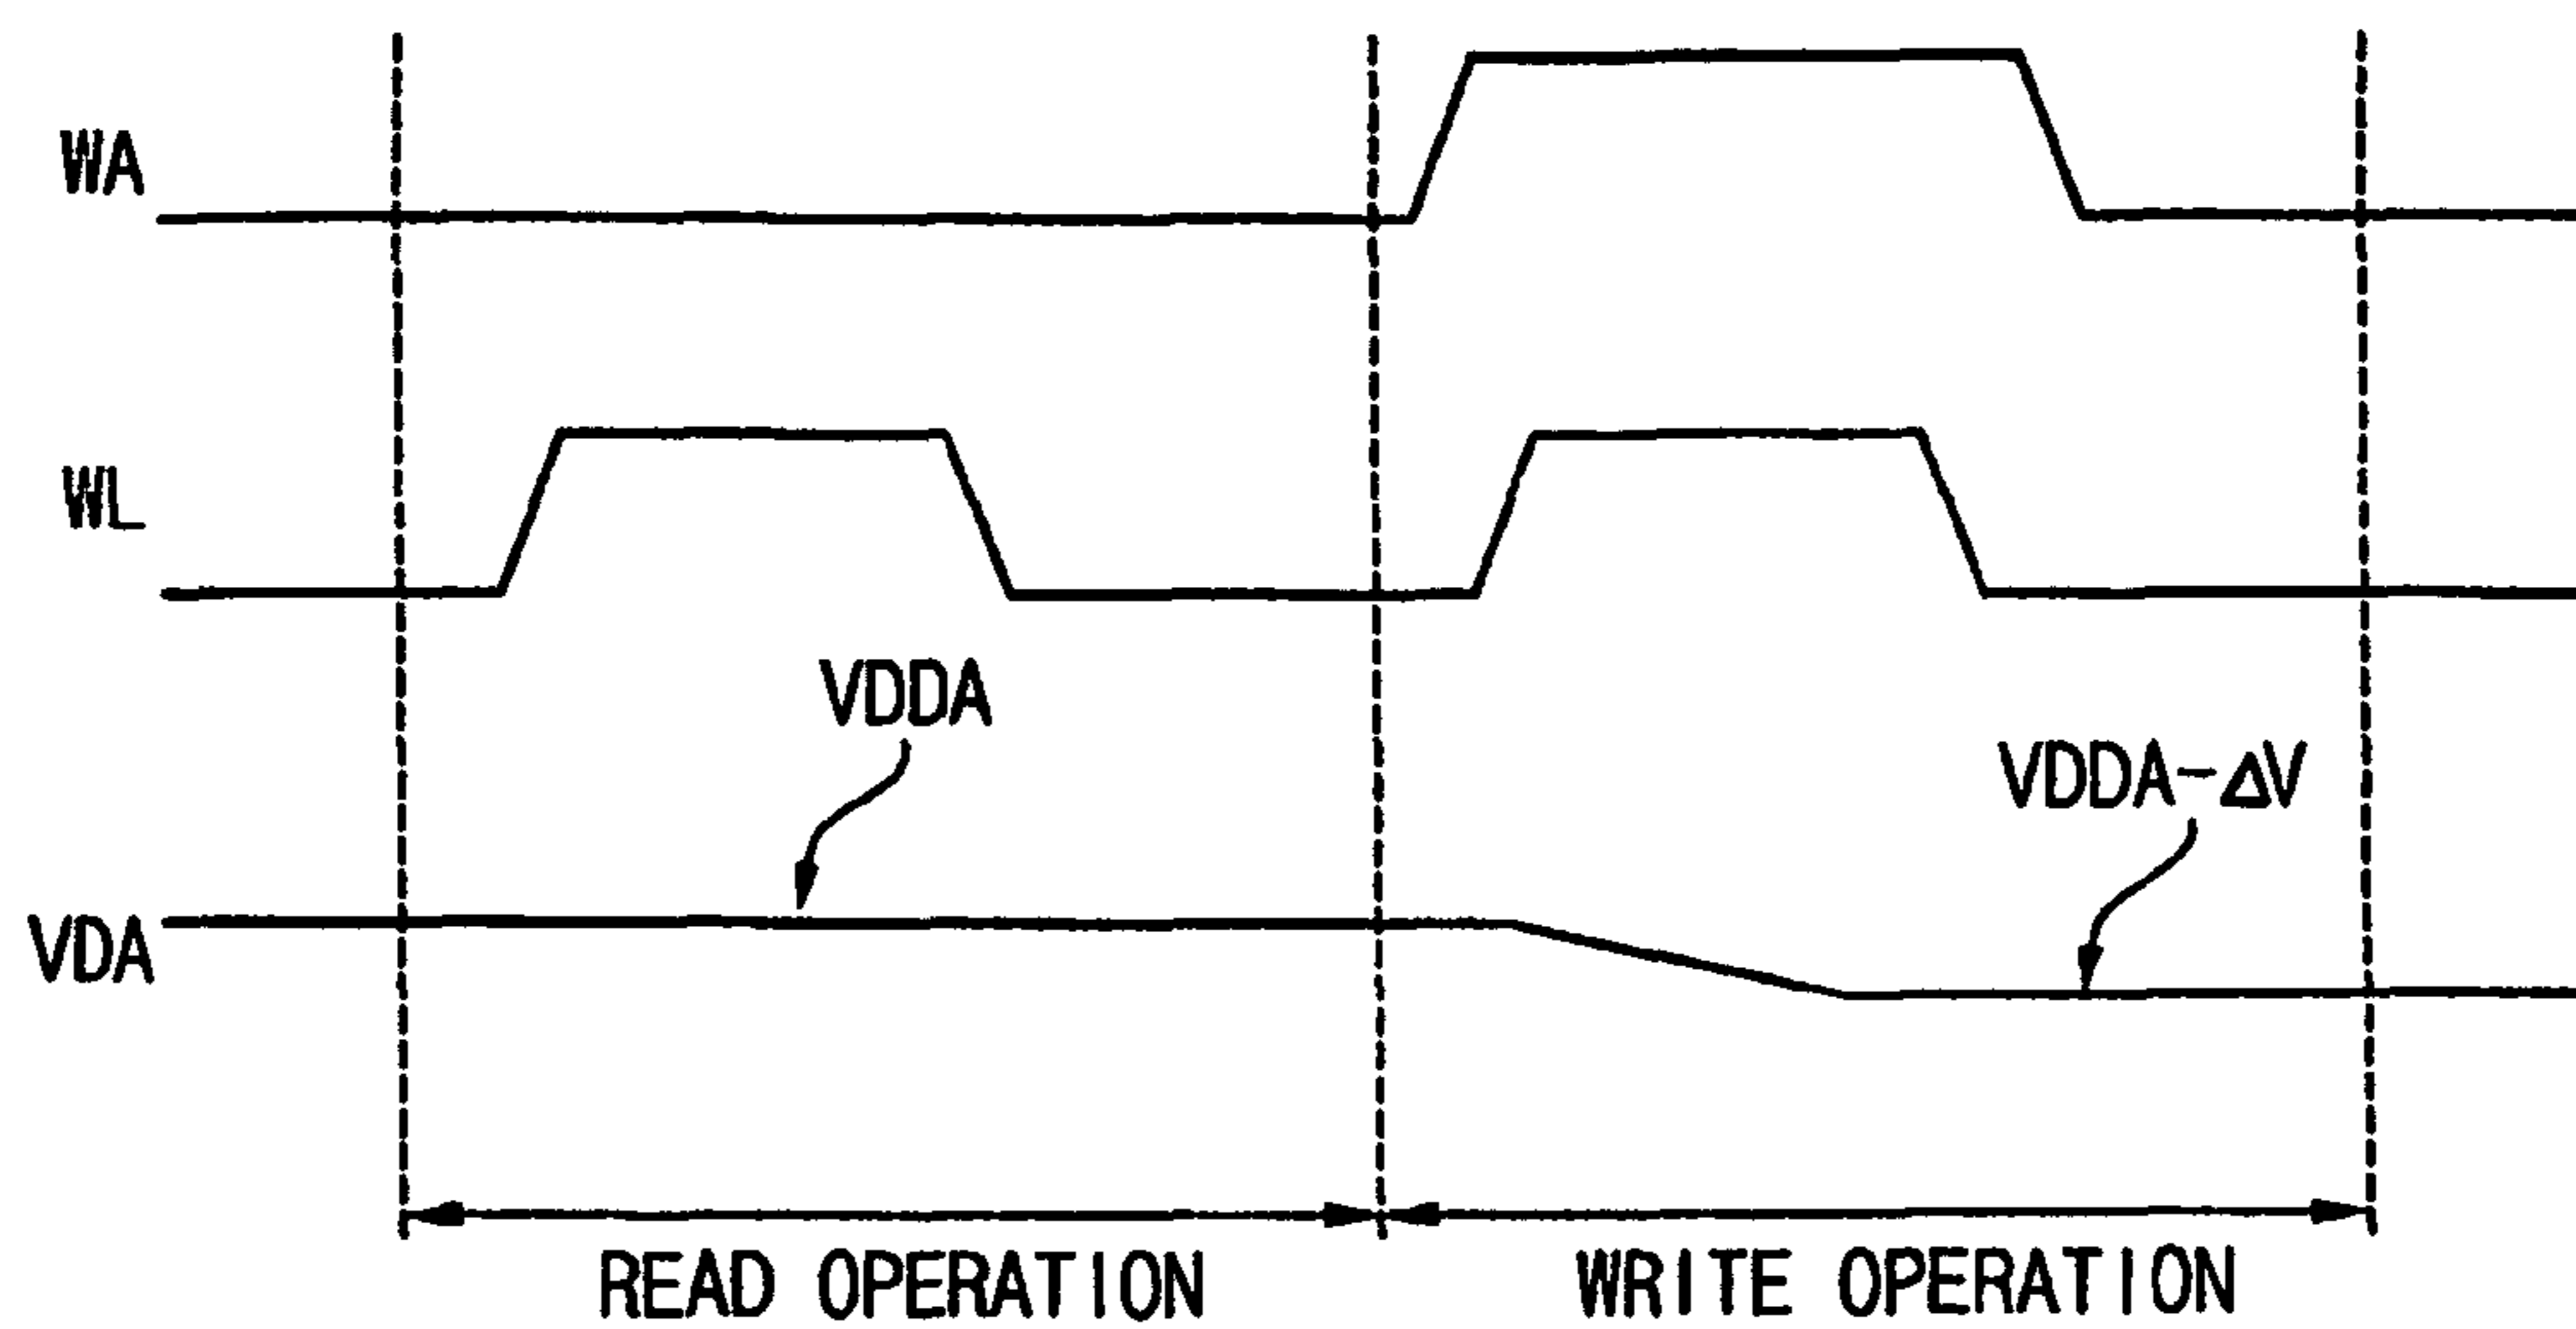 WA
WL
VDDA
VDDA-ΔV
VDA
READ OPERATION
WRITE OPERATION